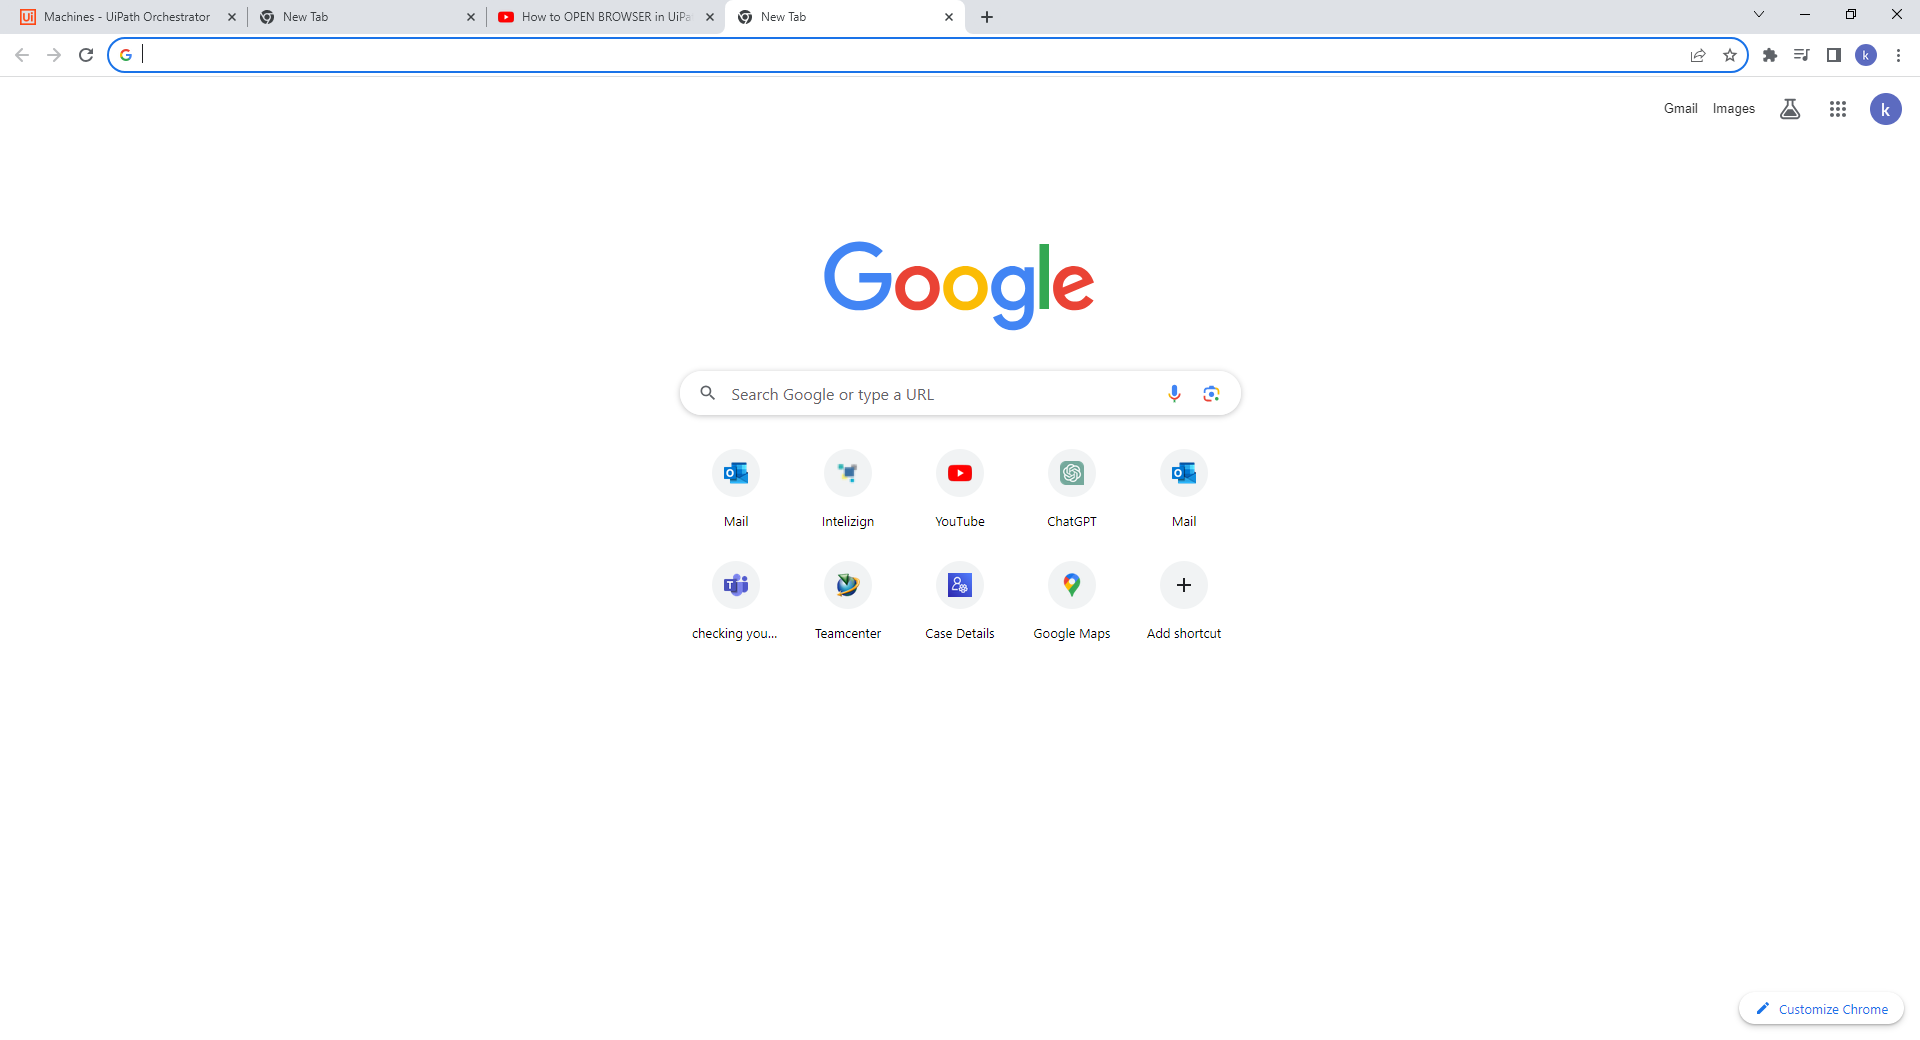 Machines - UiPath Orchestrator
New Tab
How to OPEN BROWSER in UiPa
New Tab
k
Gmail
Images
k
Google
Search Google or type a URL
Mail
Intelizign
YouTube
ChatGPT
Mail
checking you...
Teamcenter
Case Details
Google Maps
Add shortcut
Customize Chrome